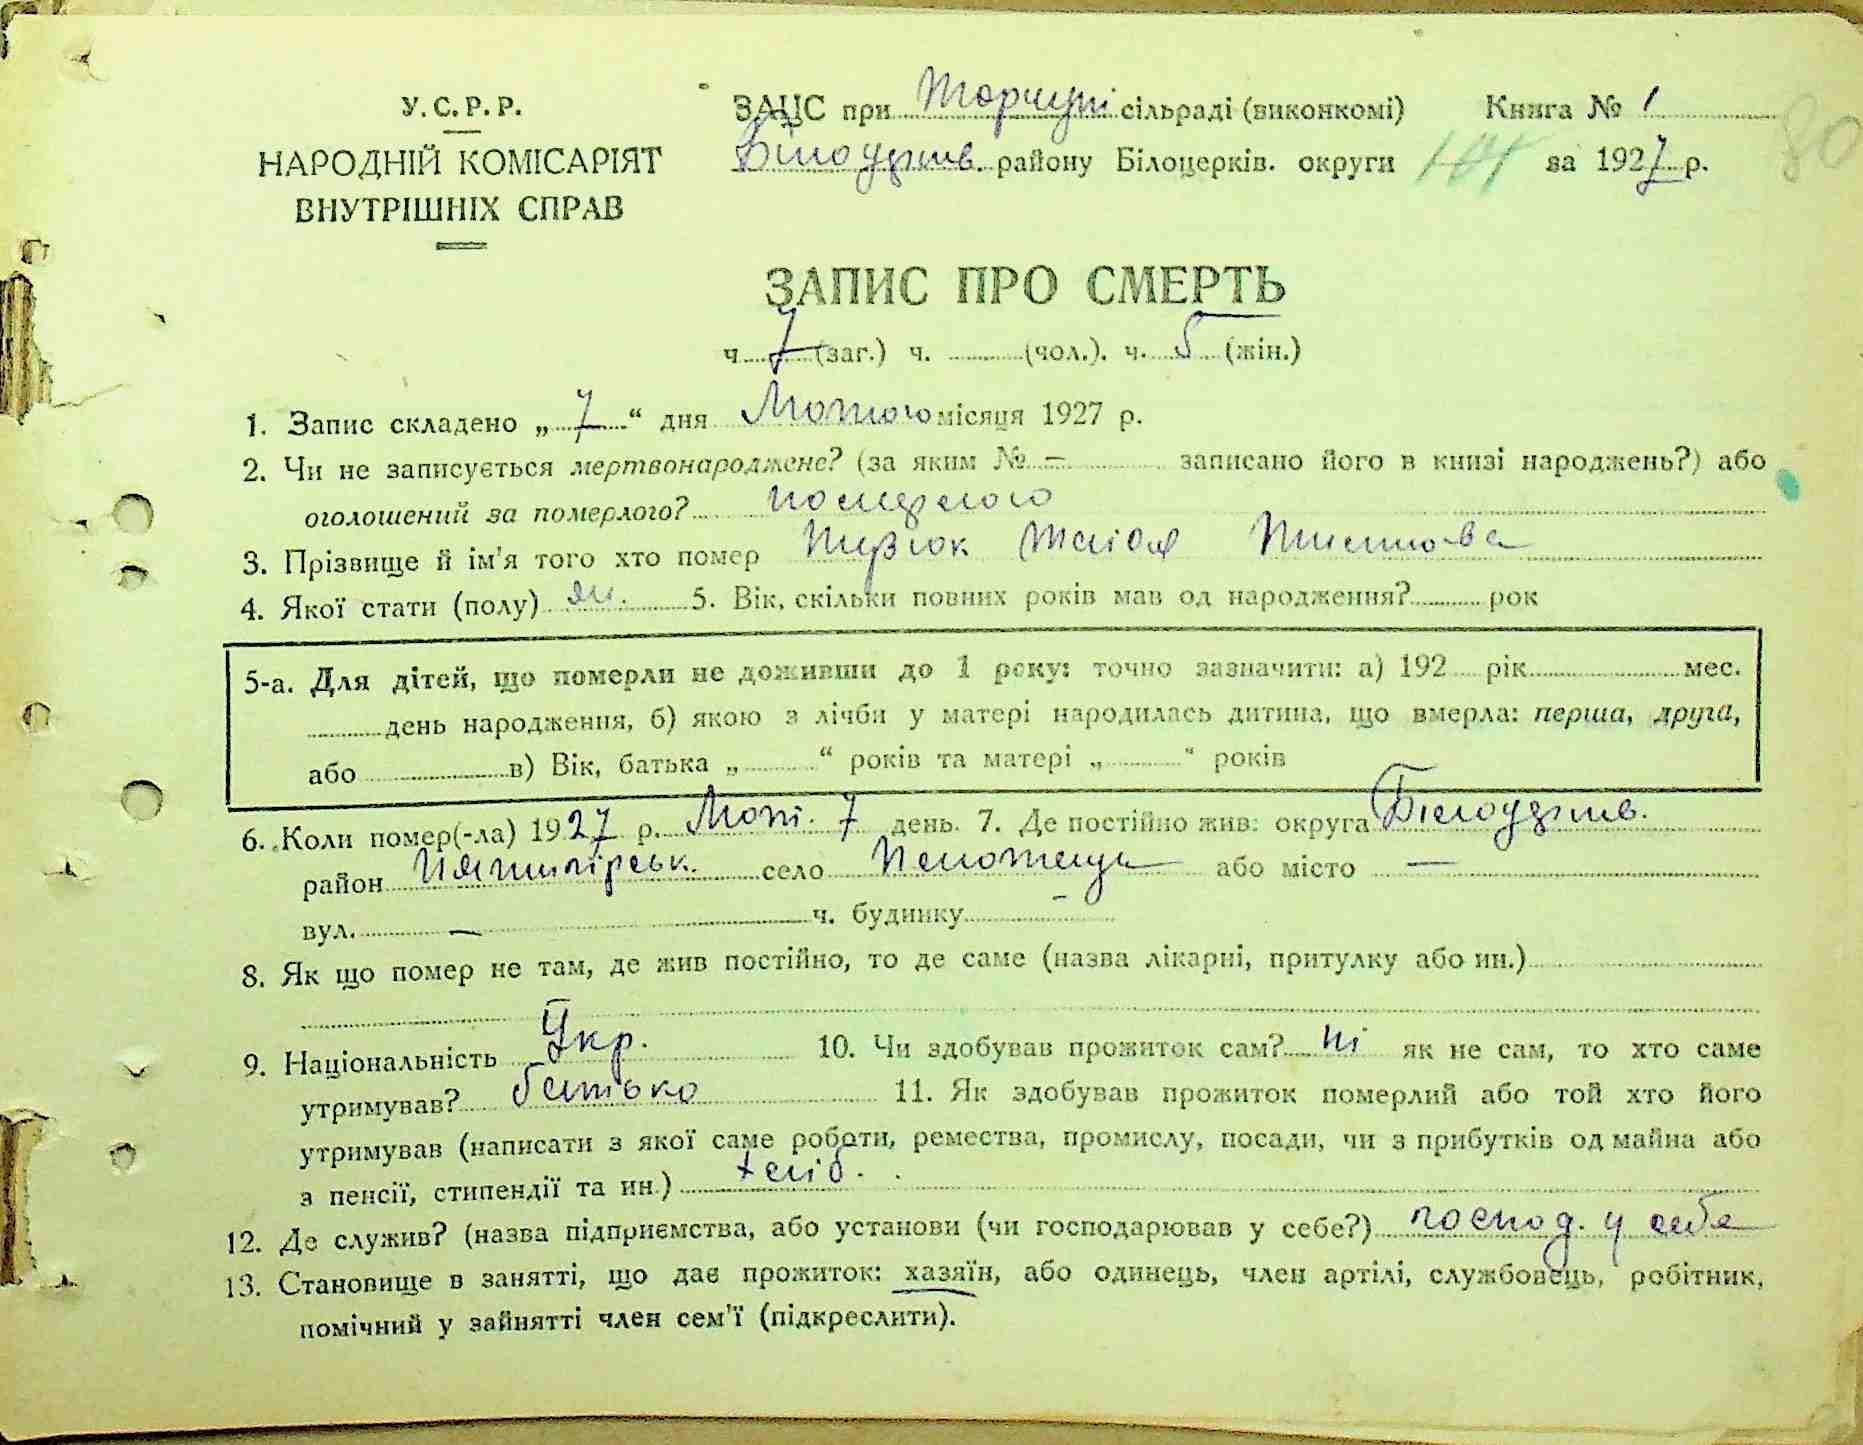 У.С.Р.Р.
НАРОДНІЙ КОМІСАРІЯТ
ВНУТРІШНІХ СПРАВ
ЗАЦС при сільраді (виконкомі) Книга № 1
району Білоцерків. округи за 1927 р.
80
ЗАПИС ПРО СМЕРТЬ
ч. 7 (заг.) ч. (чол.). ч. 5 (жін.)
1. Запис складено „ 7 “ дня Лютого місяця 1927 р.
2. Чи не записується мертвонароджене? (за яким № – записано його в книзі народжень?) або
оголошений за померлого? померлого
3. Прізвище й ім'я того хто помер
4. Якої стати (полу) жі. 5. Вік, скільки повних років мав од народження? рок
5-а. Для дітей, що померли не доживши до 1 року: точно зазначити: а) 192 рік мес.
день народження, б) якою з лічби у матері народилась дитина, що вмерла: перша, друга,
або в) Вік, батька „ “ років та матері „ “ років
6. Коли помер(-ла) 1927 р. Лют. 7 день. 7. Де постійно жив: округа Білоцерків.
район Пятигірськ. село або місто —
вул. – ч. будинку –
8. Як що помер не там, де жив постійно, то де саме (назва лікарні, притулку або ин.)
9. Національність Укр. 10. Чи здобував прожиток сам? ні як не сам, то хто саме
утримував? батько 11. Як здобував прожиток померлий або той хто його
утримував (написати з якої саме роботи, ремества, промислу, посади, чи з прибутків од майна або
з пенсії, стипендії та ин.) хліб.
12. Де служив? (назва підприємства, або установи (чи господарював у себе?) господ. у себе
13. Становище в занятті, що дає прожиток: хазяїн, або одинець, член артілі, службовець, робітник,
помічний у зайнятті член сем'ї (підкреслити).